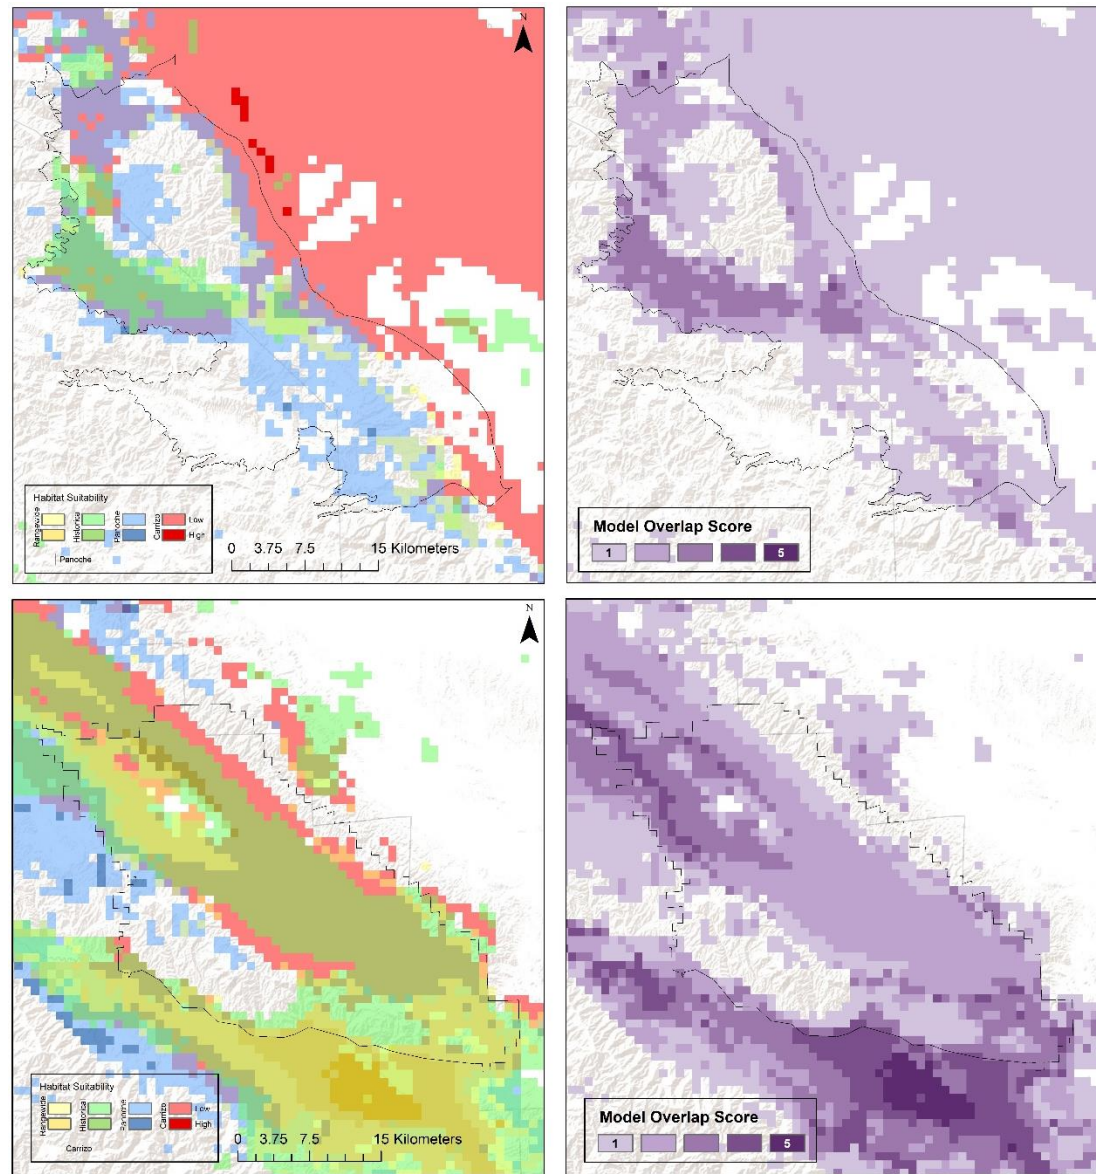 N
Habitat Suitability
Rangewide
Historical
Panoche
Carrizo
Low
High
Panoche
0 3.75 7.5 15 Kilometers
Model Overlap Score
1 5
N
Habitat Suitability
Rangewide
Historical
Panoche
Carrizo
Low
High
Carrizo
0 3.75 7.5 15 Kilometers
Model Overlap Score
1 5